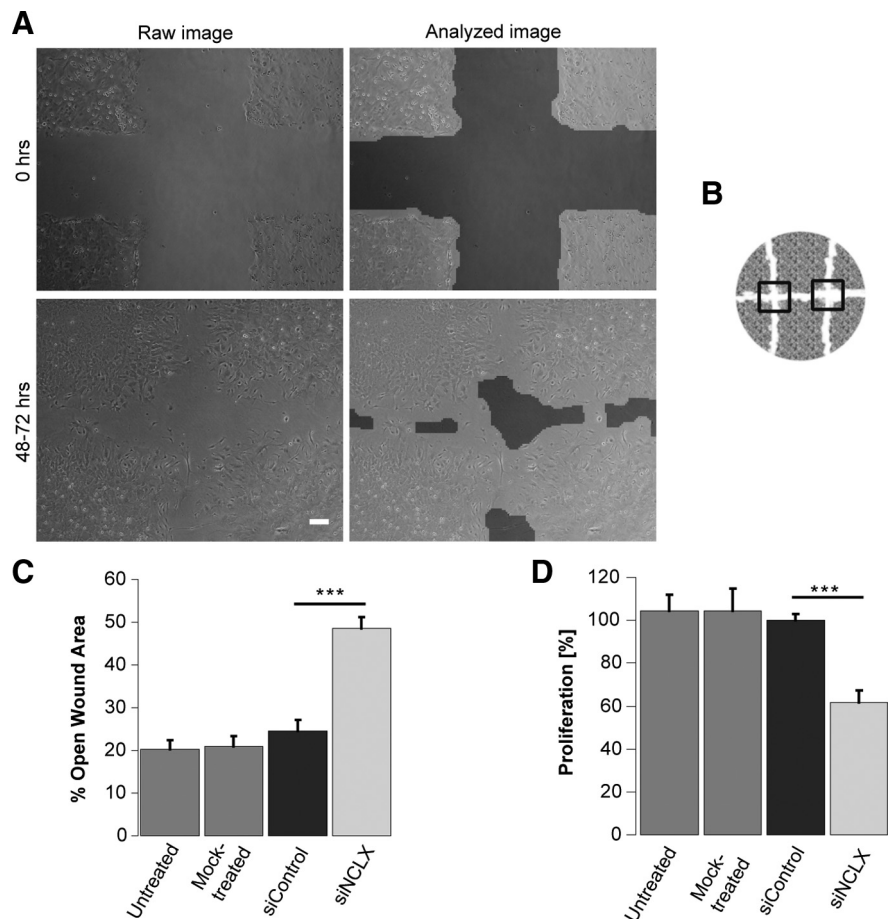 A
Raw image
Analyzed image
0 hrs
48-72 hrs
B
C
% Open Wound Area
60
50
40
30
20
10
0
***
Untreated
Mock-
treated
siControl
siNCLX
D
Proliferation [%]
120
100
80
60
40
20
0
***
Untreated
Mock-
treated
siControl
siNCLX